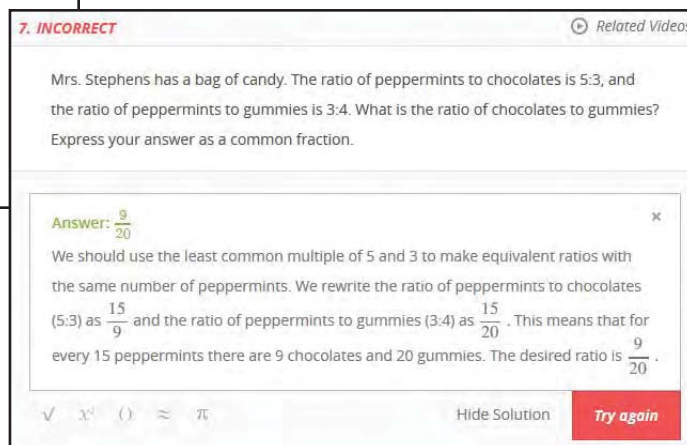 7. INCORRECT
Related Videos
Mrs. Stephens has a bag of candy. The ratio of peppermints to chocolates is 5:3, and
the ratio of peppermints to gummies is 3:4. What is the ratio of chocolates to gummies?
Express your answer as a common fraction.
Answer: 9/20
×
We should use the least common multiple of 5 and 3 to make equivalent ratios with
the same number of peppermints. We rewrite the ratio of peppermints to chocolates
(5:3) as 15/9 and the ratio of peppermints to gummies (3:4) as 15/20 . This means that for
every 15 peppermints there are 9 chocolates and 20 gummies. The desired ratio is 9/20 .
√ x² () ≈ π
Hide Solution
Try again